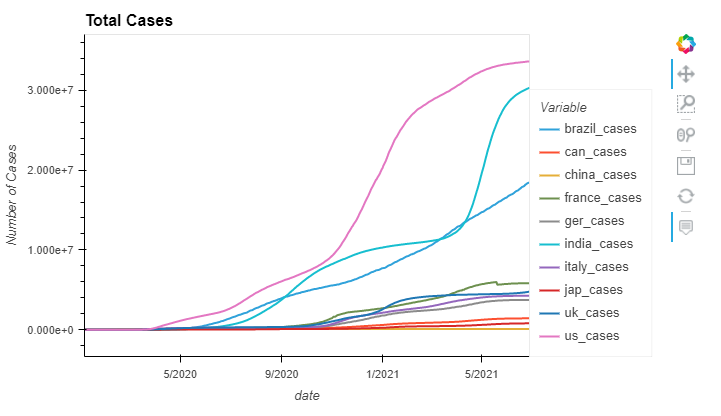 Total Cases
Number of Cases
3.000e+7
2.000e+7
1.000e+7
0.000e+0
5/2020
9/2020
1/2021
5/2021
date
Variable
brazil_cases
can_cases
china_cases
france_cases
ger_cases
india_cases
italy_cases
jap_cases
uk_cases
us_cases